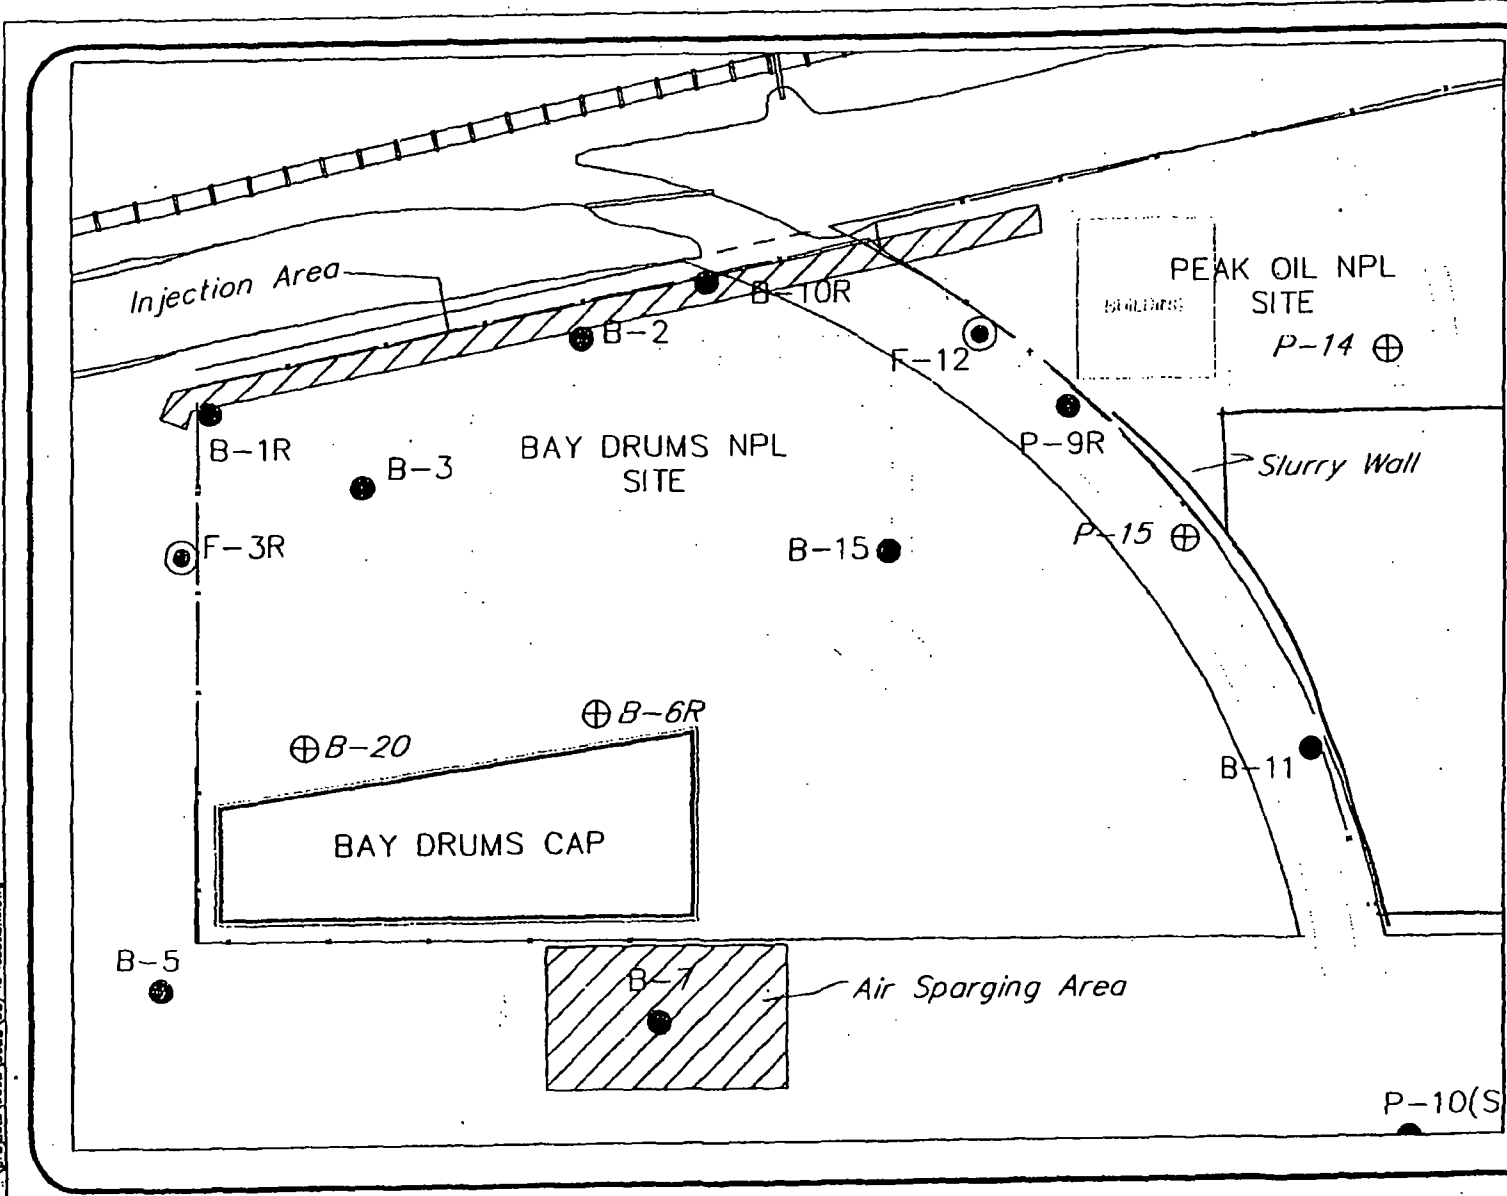 Injection Area
B-10R
PEAK OIL NPL
SITE
BUILDING
B-2
F-12
P-14
B-1R
B-3
BAY DRUMS NPL
SITE
P-9R
Slurry Wall
F-3R
B-15
P-15
B-6R
B-20
B-11
BAY DRUMS CAP
B-5
B-7
Air Sparging Area
P-10(S